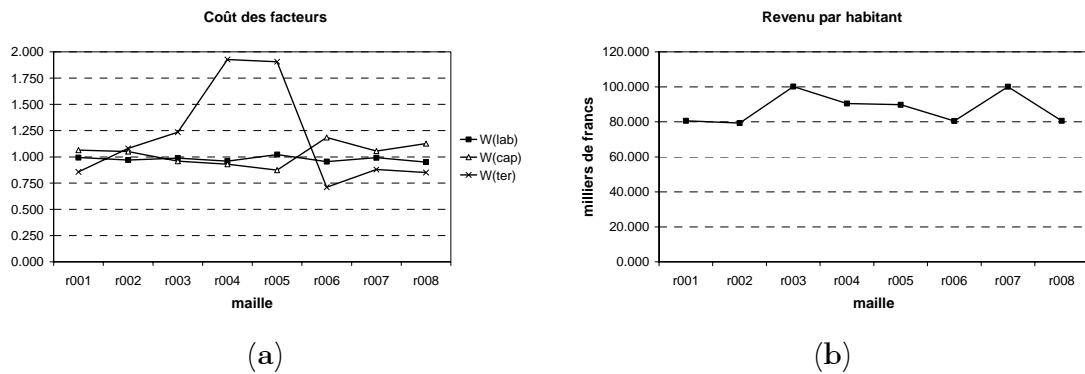 Coût des facteurs
2.000
1.750
1.500
1.250
1.000
0.750
0.500
0.250
0.000
r001 r002 r003 r004 r005 r006 r007 r008
maille
W(lab)
W(cap)
W(ter)
(a)
Revenu par habitant
milliers de francs
120.000
100.000
80.000
60.000
40.000
20.000
0.000
r001 r002 r003 r004 r005 r006 r007 r08
maille
(b)